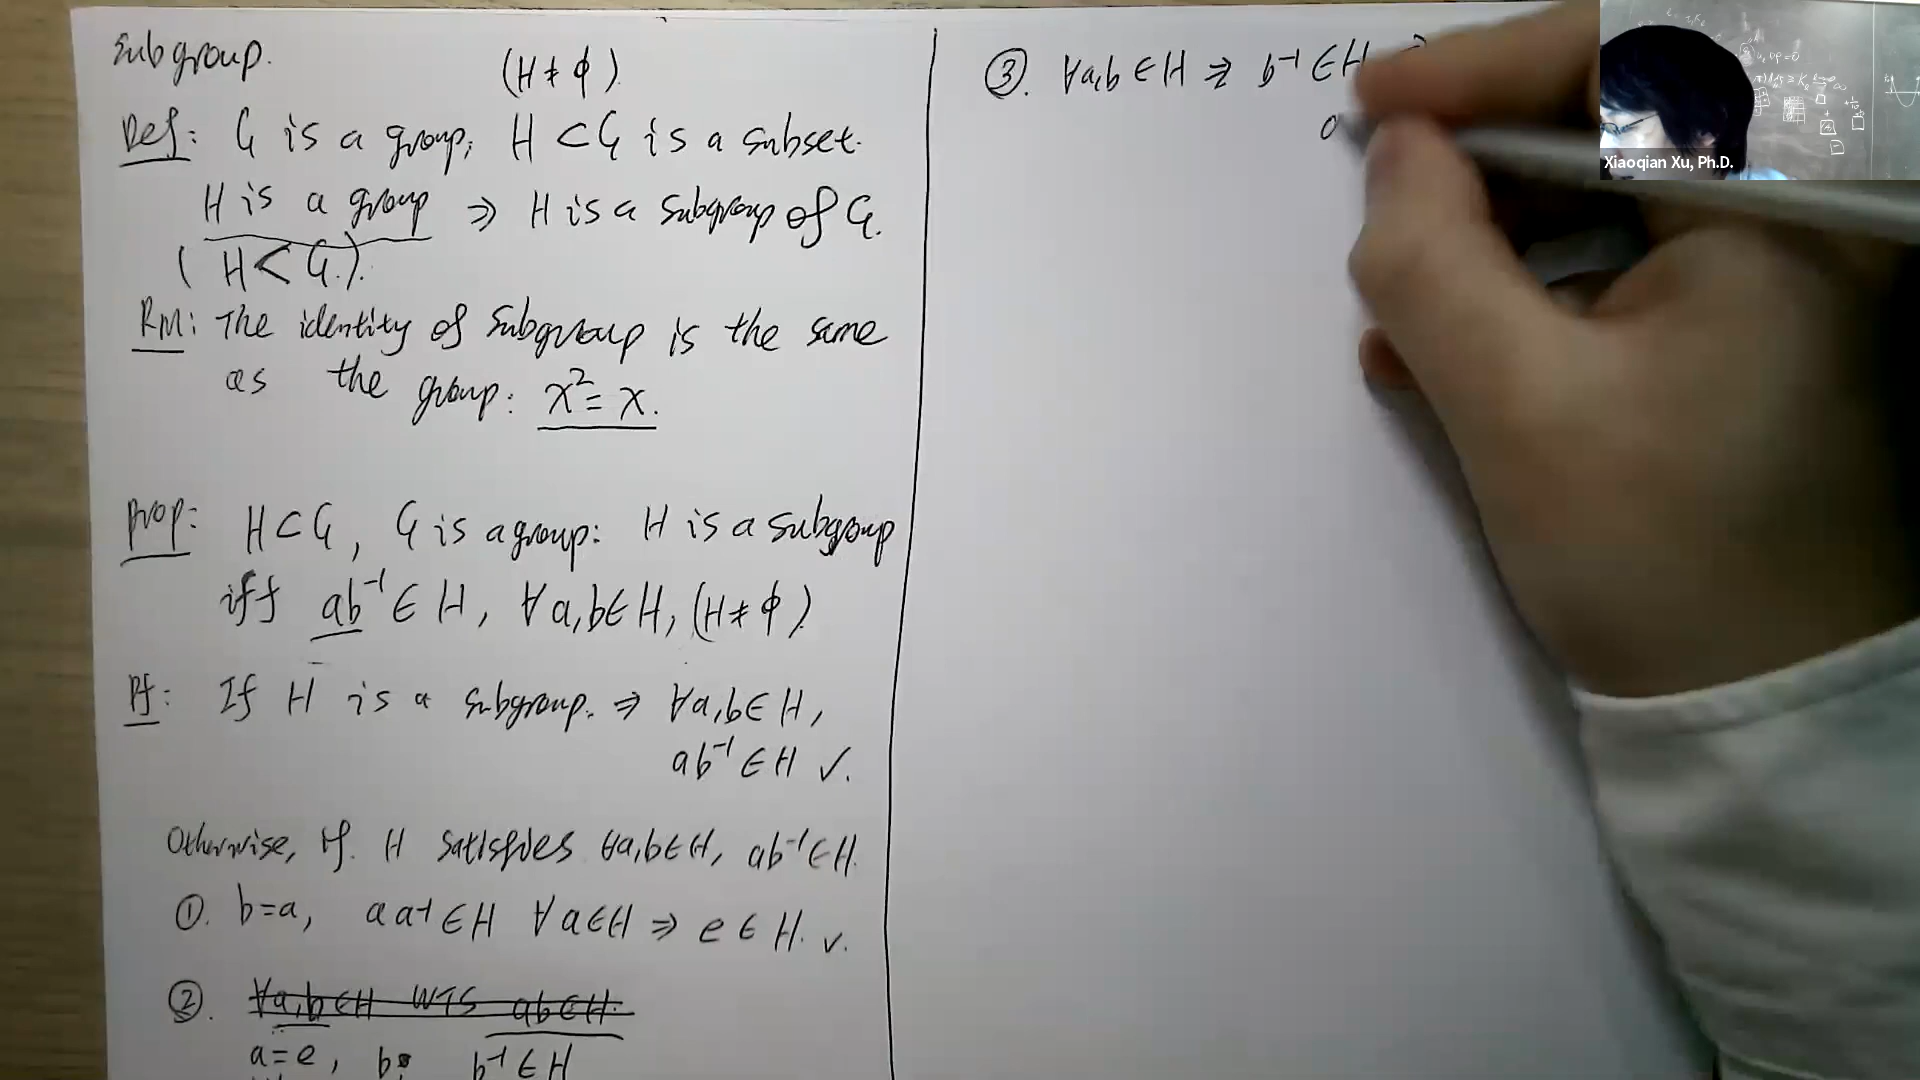 Subgroup.
(H ≠ ϕ).
Def: G is a group; H ⊂ G is a subset.
H is a group ⇒ H is a subgroup of G.
( H < G.).
RM: The identity of subgroup is the same
as the group: x² = x.
Prop: H ⊂ G, G is a group: H is a subgroup
iff ab⁻¹ ∈ H, ∀a,b ∈ H, (H ≠ ϕ)
Pf: If H is a subgroup. ⇒ ∀a,b ∈ H,
ab⁻¹ ∈ H ✓.
Otherwise, if H satisfies ∀a,b ∈ H, ab⁻¹ ∈ H.
①. b=a, aa⁻¹ ∈ H ∀a ∈ H ⇒ e ∈ H. ✓.
②. ∀a,b ∈ H WTS ab ∈ H.
a=e, b; b⁻¹ ∈ H
③. ∀a,b ∈ H ⇒ b⁻¹ ∈ H
a
Xiaoqian Xu, Ph.D.